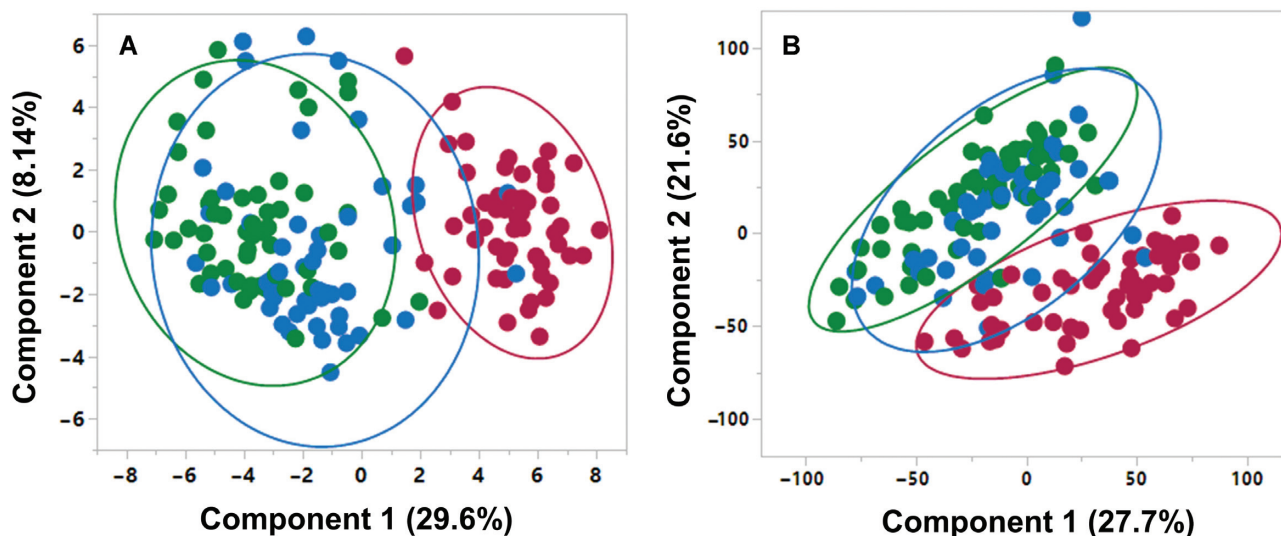 A
Component 2 (8.14%)
6
4
2
0
−2
−4
−6
−8 −6 −4 −2 0 2 4 6 8
Component 1 (29.6%)
B
Component 2 (21.6%)
100
50
0
−50
−100
−100 −50 0 50 100
Component 1 (27.7%)